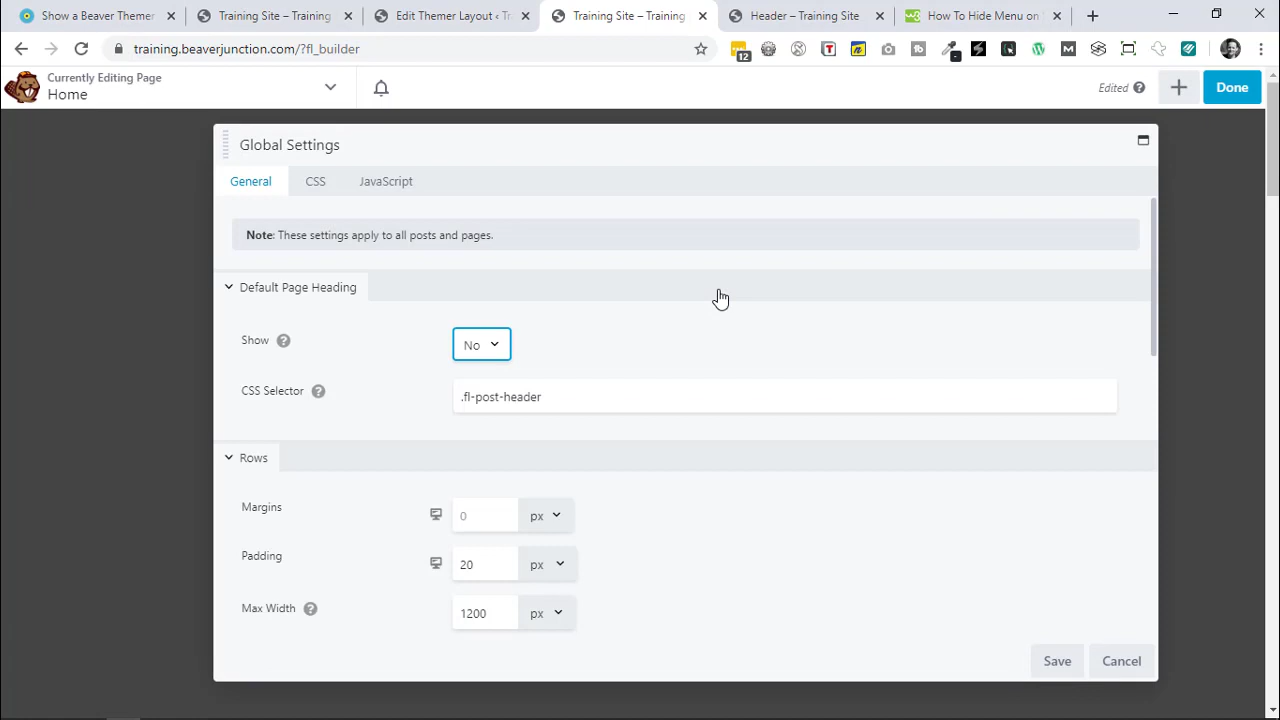 Show a Beaver Themer
Training Site – Training
Edit Themer Layout ‹ T
Training Site – Training
Header – Training Site
How To Hide Menu on
training.beaverjunction.com/?fl_builder
12
Currently Editing Page
Home
Edited
Done
Global Settings
General CSS JavaScript
Note: These settings apply to all posts and pages.
Default Page Heading
Show No
CSS Selector .fl-post-header
Rows
Margins 0 px
Padding 20 px
Max Width 1200 px
Save Cancel